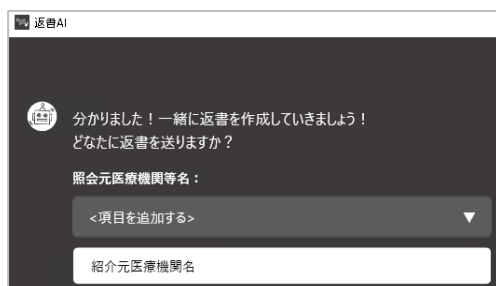 返書AI
分かりました！一緒に返書を作成していきましょう！
どなたに返書を送りますか？
照会元医療機関等名：
<項目を追加する> ▼
紹介元医療機関名